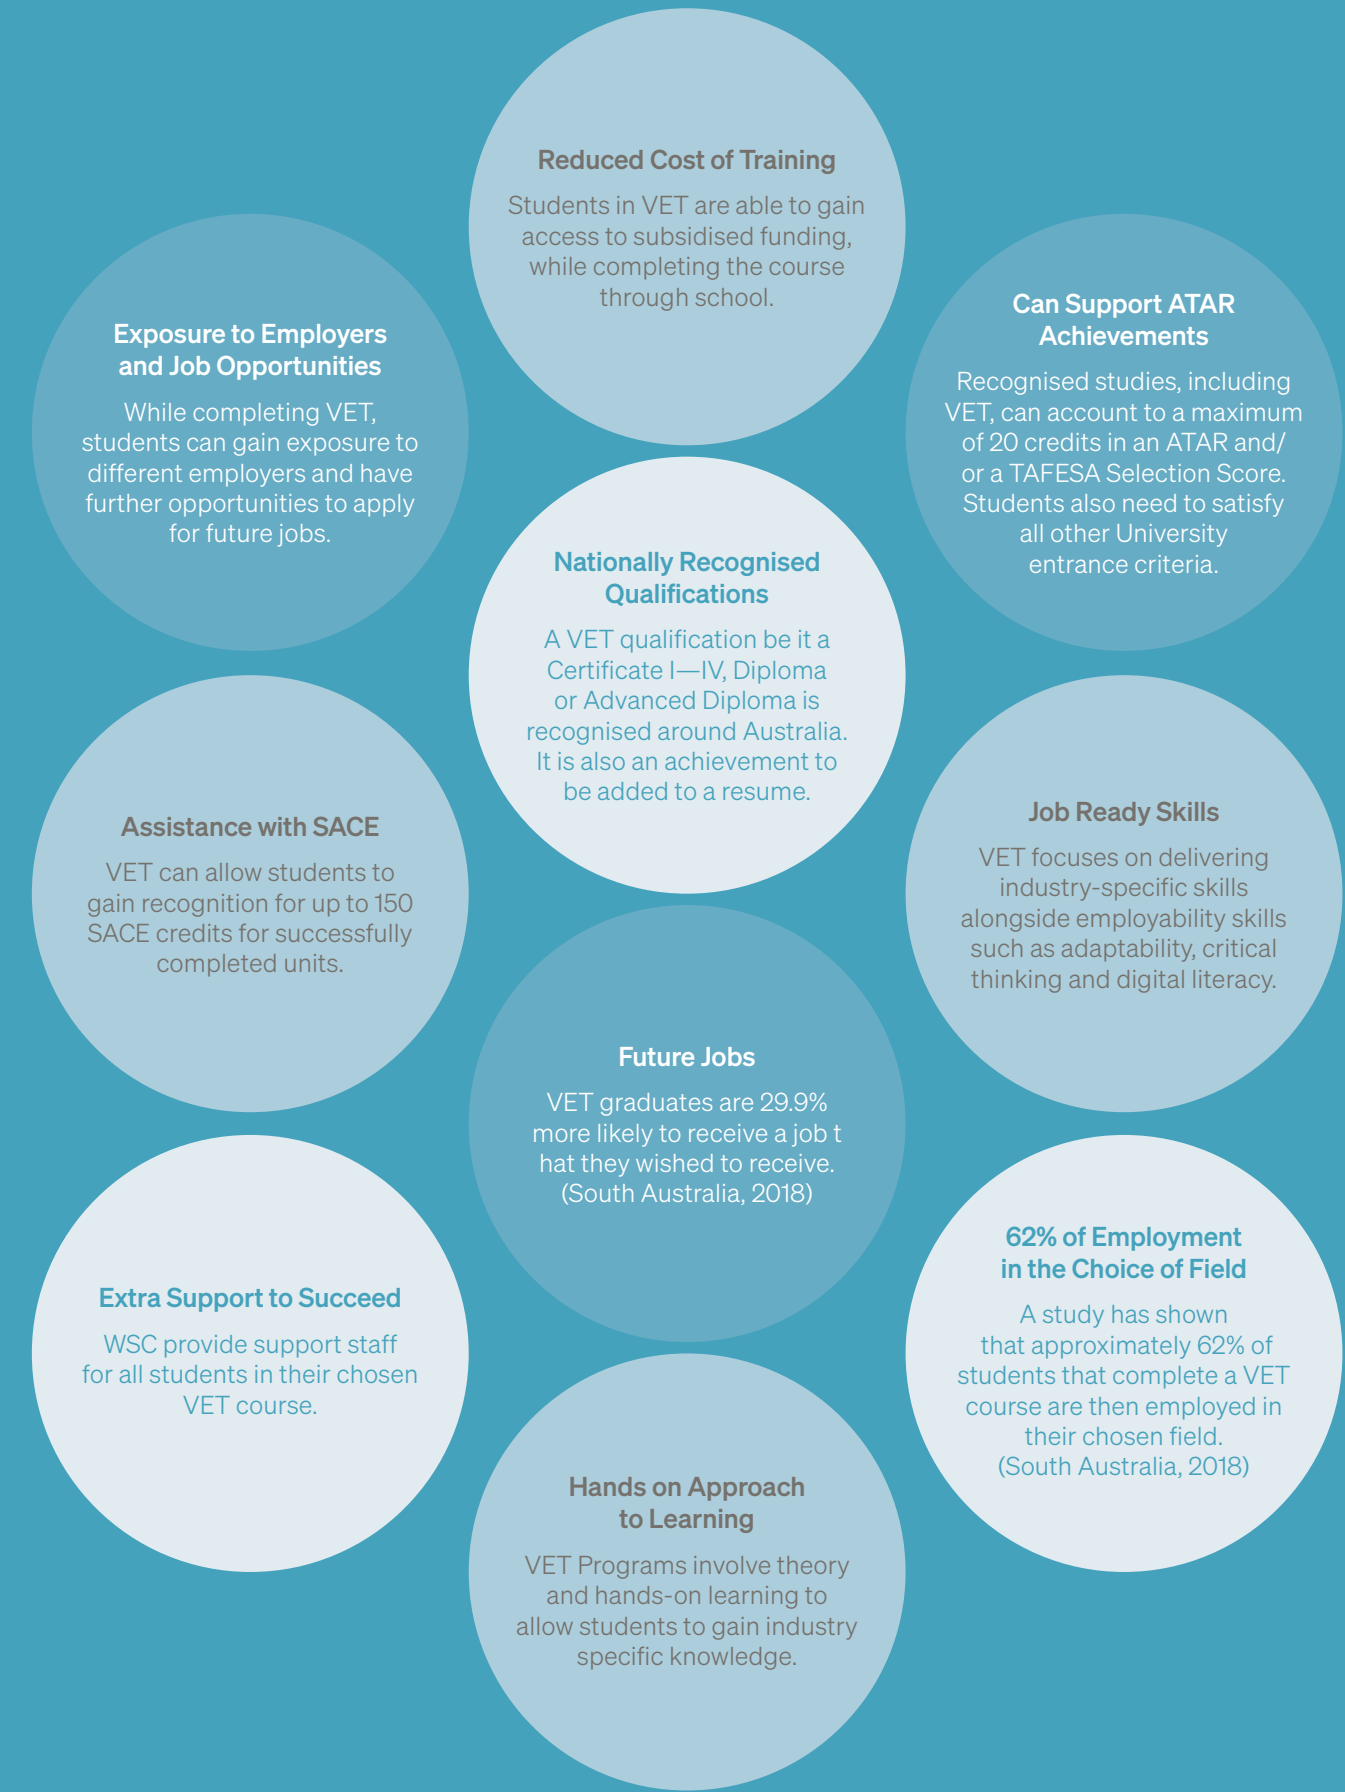 Reduced Cost of Training
Students in VET are able to gain
access to subsidised funding,
while completing the course
through school.
Exposure to Employers
and Job Opportunities
While completing VET,
students can gain exposure to
different employers and have
further opportunities to apply
for future jobs.
Can Support ATAR
Achievements
Recognised studies, including
VET, can account to a maximum
of 20 credits in an ATAR and/
or a TAFESA Selection Score.
Students also need to satisfy
all other University
entrance criteria.
Nationally Recognised
Qualifications
A VET qualification be it a
Certificate I—IV, Diploma
or Advanced Diploma is
recognised around Australia.
It is also an achievement to
be added to a resume.
Assistance with SACE
VET can allow students to
gain recognition for up to 150
SACE credits for successfully
completed units.
Job Ready Skills
VET focuses on delivering
industry-specific skills
alongside employability skills
such as adaptability, critical
thinking and digital literacy.
Future Jobs
VET graduates are 29.9%
more likely to receive a job t
hat they wished to receive.
(South Australia, 2018)
Extra Support to Succeed
WSC provide support staff
for all students in their chosen
VET course.
62% of Employment
in the Choice of Field
A study has shown
that approximately 62% of
students that complete a VET
course are then employed in
their chosen field.
(South Australia, 2018)
Hands on Approach
to Learning
VET Programs involve theory
and hands-on learning to
allow students to gain industry
specific knowledge.